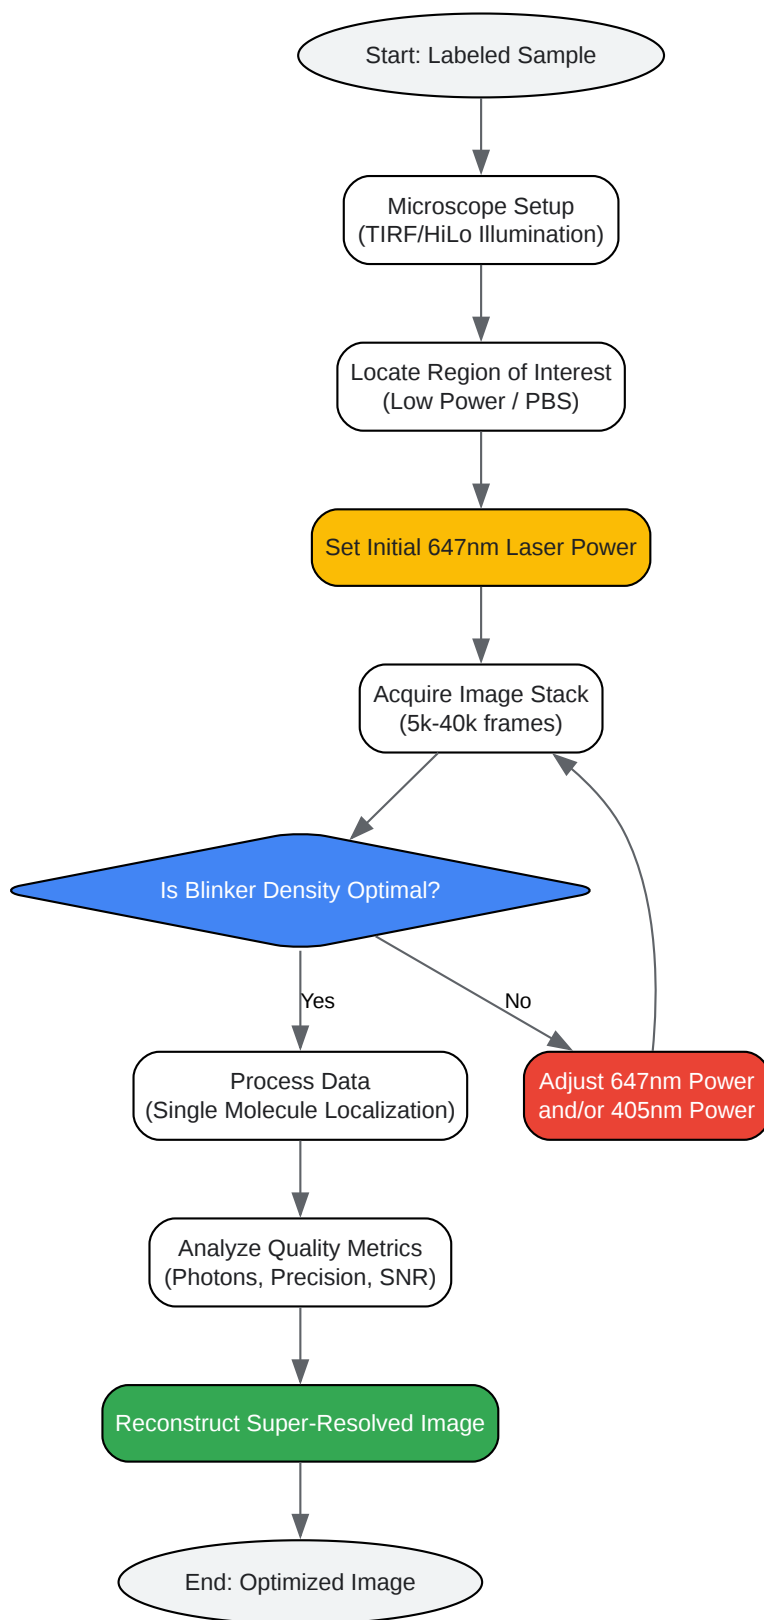 Start: Labeled Sample
Microscope Setup
(TIRF/HiLo Illumination)
Locate Region of Interest
(Low Power / PBS)
Set Initial 647nm Laser Power
Acquire Image Stack
(5k-40k frames)
Is Blinker Density Optimal?
Yes
No
Process Data
(Single Molecule Localization)
Adjust 647nm Power
and/or 405nm Power
Analyze Quality Metrics
(Photons, Precision, SNR)
Reconstruct Super-Resolved Image
End: Optimized Image